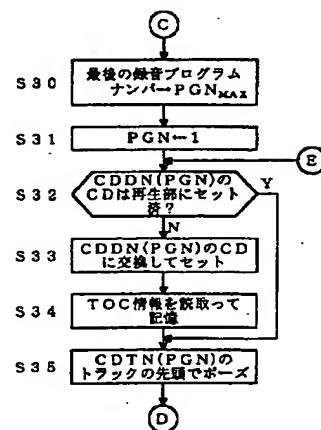 C
S30
最後の録音プログラム
ナンバー→PGNMAX
S31
PGN←1
E
S32
CDDN(PGN)の
CDは再生部にセット
済?
Y
N
S33
CDDN(PGN)のCD
に交換してセット
S34
TOC情報を読取って
記憶
S35
CDTN(PGN)の
トラックの先頭でポーズ
D